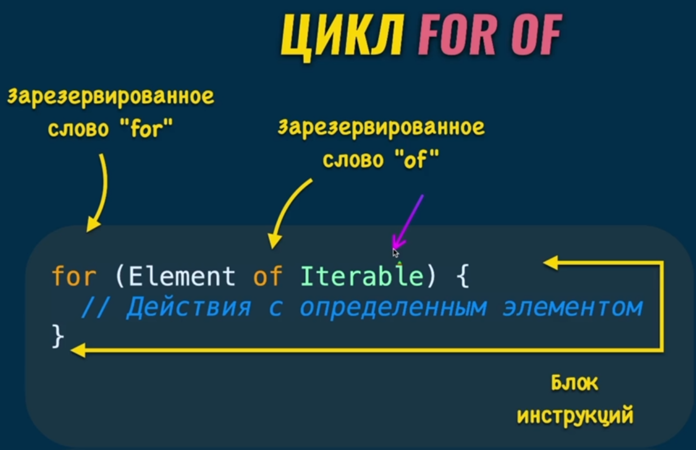 ЦИКЛ FOR OF
Зарезервированное
слово "for"
Зарезервированное
слово "of"
for (Element of Iterable) {
// Действия с определенным элементом
}
Блок
инструкций